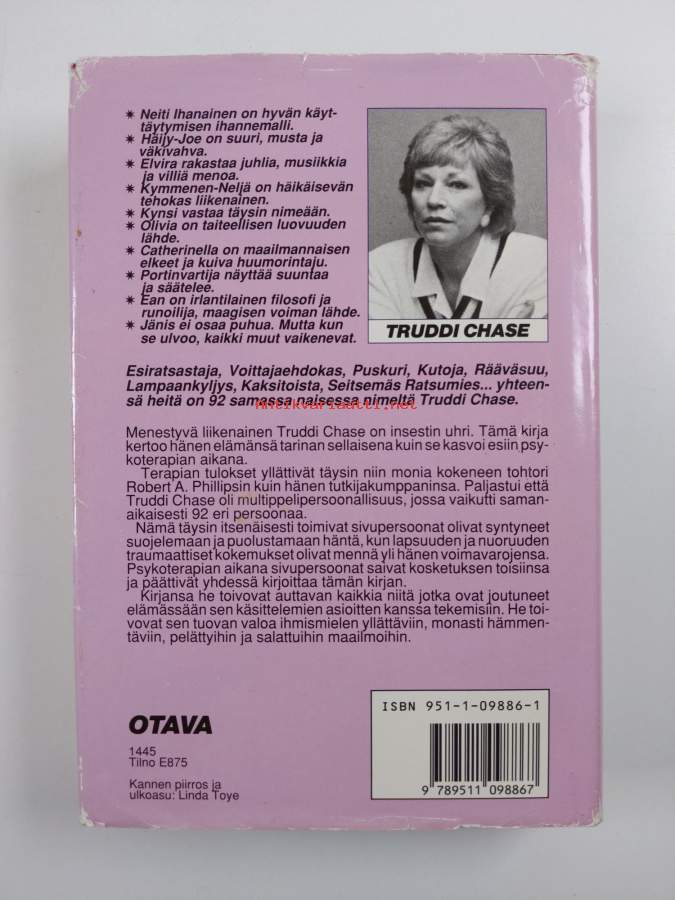 ✷ Neiti Ihanainen on hyvän käyt-
täytymisen ihannemalli.
✷ Häijy-Joe on suuri, musta ja
väkivahva.
✷ Elvira rakastaa juhlia, musiikkia
ja villiä menoa.
✷ Kymmenen-Neljä on häikäisevän
tehokas liikenainen.
✷ Kynsi vastaa täysin nimeään.
✷ Olivia on taiteellisen luovuuden
lähde.
✷ Catherinella on maailmannaisen
elkeet ja kuiva huumorintaju.
✷ Portinvartija näyttää suuntaa
ja säätelee.
✷ Ean on irlantilainen filosofi ja
runoilija, maagisen voiman lähde.
✷ Jänis ei osaa puhua. Mutta kun
se ulvoo, kaikki muut vaikenevat.
TRUDDI CHASE
Esiratsastaja, Voittajaehdokas, Puskuri, Kutoja, Rääväsuu,
Lampaankyljys, Kaksitoista, Seitsemäs Ratsumies... yhteen-
sä heitä on 92 samassa naisessa nimeltä Truddi Chase.
Antikvariaatti.net
Menestyvä liikenainen Truddi Chase on insestin uhri. Tämä kirja
kertoo hänen elämänsä tarinan sellaisena kuin se kasvoi esiin psy-
koterapian aikana.
Terapian tulokset yllättivät täysin niin monia kokeneen tohtori
Robert A. Phillipsin kuin hänen tutkijakumppaninsa. Paljastui että
Truddi Chase oli multippelipersoonallisuus, jossa vaikutti saman-
aikaisesti 92 eri persoonaa.
Nämä täysin itsenäisesti toimivat sivupersoonat olivat syntyneet
suojelemaan ja puolustamaan häntä, kun lapsuuden ja nuoruuden
traumaattiset kokemukset olivat mennä yli hänen voimavarojensa.
Psykoterapian aikana sivupersoonat saivat kosketuksen toisiinsa
ja päättivät yhdessä kirjoittaa tämän kirjan.
Kirjansa he toivovat auttavan kaikkia niitä jotka ovat joutuneet
elämässään sen käsittelemien asioitten kanssa tekemisiin. He toi-
vovat sen tuovan valoa ihmismielen yllättäviin, monasti hämmen-
täviin, pelättyihin ja salattuihin maailmoihin.
OTAVA
1445
Tilno E875
Kannen piirros ja
ulkoasu: Linda Toye
ISBN 951-1-09886-1
9 789511 098867